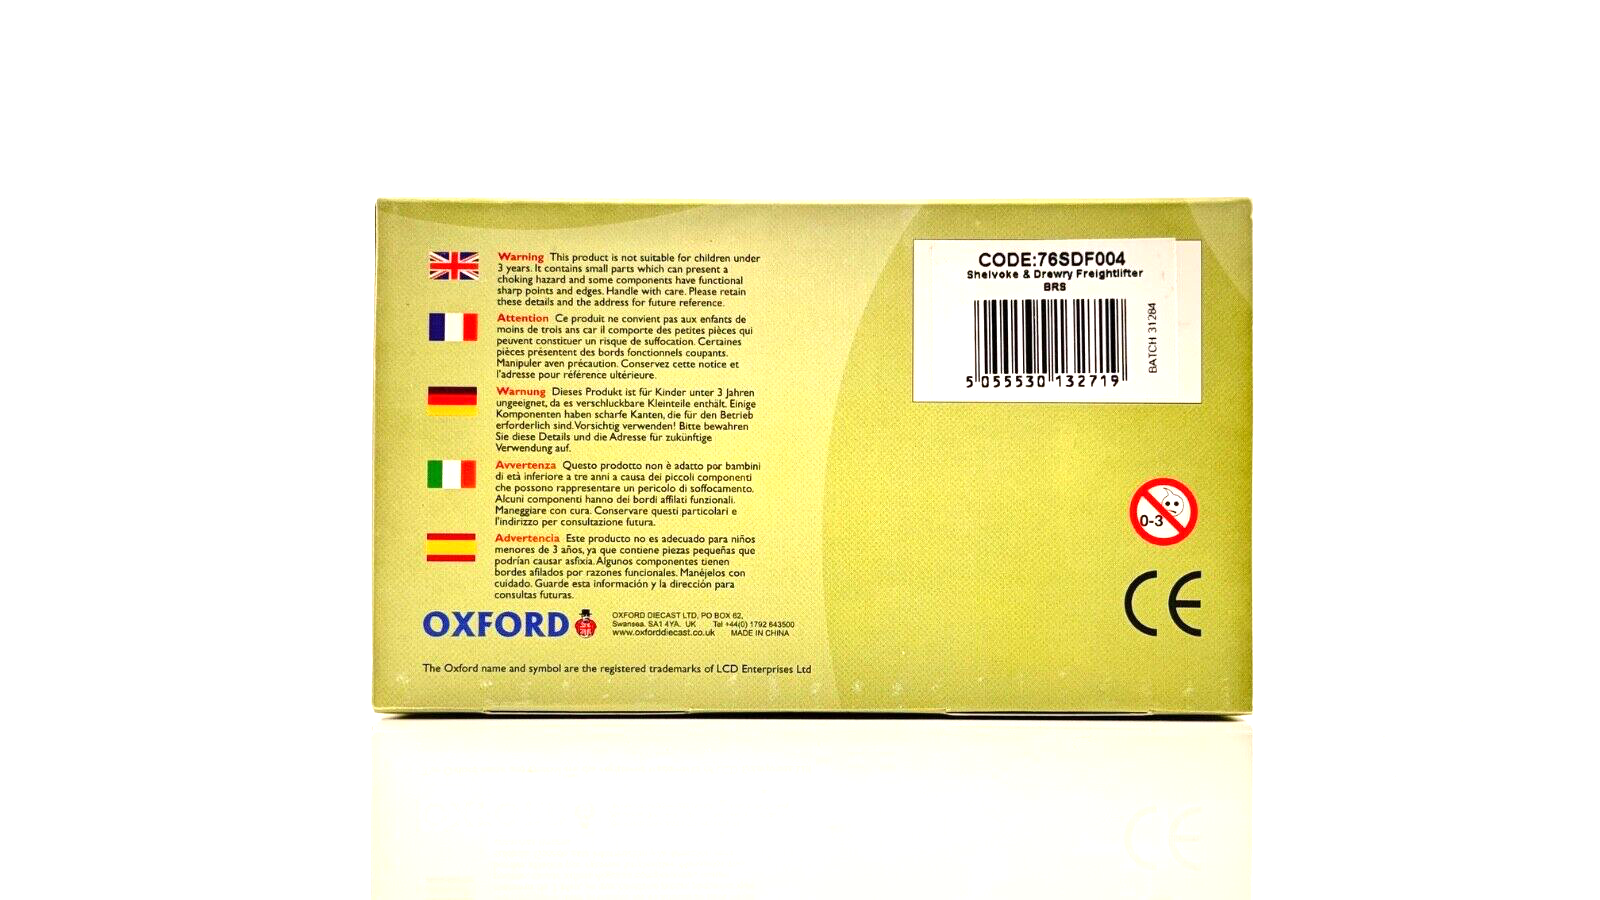 Warning This product is not suitable for children under
3 years. It contains small parts which can present a
choking hazard and some components have functional
sharp points and edges. Handle with care. Please retain
these details and the address for future reference.
Attention Ce produit ne convient pas aux enfants de
moins de trois ans car il comporte des petites pièces qui
peuvent constituer un risque de suffocation. Certaines
pièces présentent des bords fonctionnels coupants.
Manipuler aven précaution. Conservez cette notice et
l'adresse pour référence ultérieure.
Warnung Dieses Produkt ist für Kinder unter 3 Jahren
ungeeignet, da es verschluckbare Kleinteile enthält. Einige
Komponenten haben scharfe Kanten, die für den Betrieb
erforderlich sind. Vorsichtig verwenden! Bitte bewahren
Sie diese Details und die Adresse für zukünftige
Verwendung auf.
Avvertenza Questo prodotto non è adatto por bambini
di età inferiore a tre anni a causa dei piccoli componenti
che possono rappresentare un pericolo di soffocamento.
Alcuni componenti hanno dei bordi affilati funzionali.
Maneggiare con cura. Conservare questi particolari e
l'indirizzo per consultazione futura.
Advertencia Este producto no es adecuado para niños
menores de 3 años, ya que contiene piezas pequeñas que
podrían causar asfixia. Algunos componentes tienen
bordes afilados por razones funcionales. Manéjelos con
cuidado. Guarde esta información y la dirección para
consultas futuras.
OXFORD
OXFORD DIECAST LTD, PO BOX 62,
Swansea. SA1 4YA. UK Tel +44(0) 1792 643500
www.oxforddiecast.co.uk MADE IN CHINA
The Oxford name and symbol are the registered trademarks of LCD Enterprises Ltd
CODE:76SDF004
Shelvoke & Drewry Freightlifter
BRS
5 055530 132719
BATCH 31284
0-3
CE